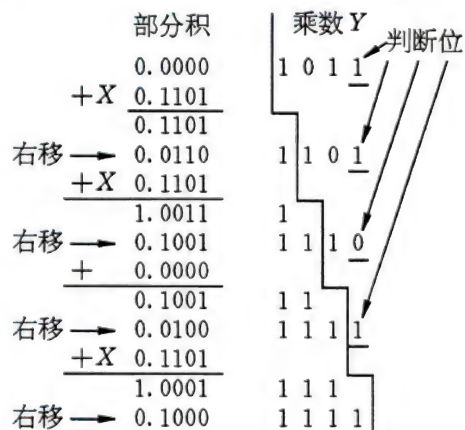 部分积 乘数Y
0.0000 1 0 1 1 判断位
+X 0.1101
0.1101
右移 0.0110 1 1 0 1
+X 0.1101
1.0011 1
右移 0.1001 1 1 1 0
+ 0.0000
0.1001 1 1
右移 0.0100 1 1 1 1
+X 0.1101
1.0001 1 1 1
右移 0.1000 1 1 1 1